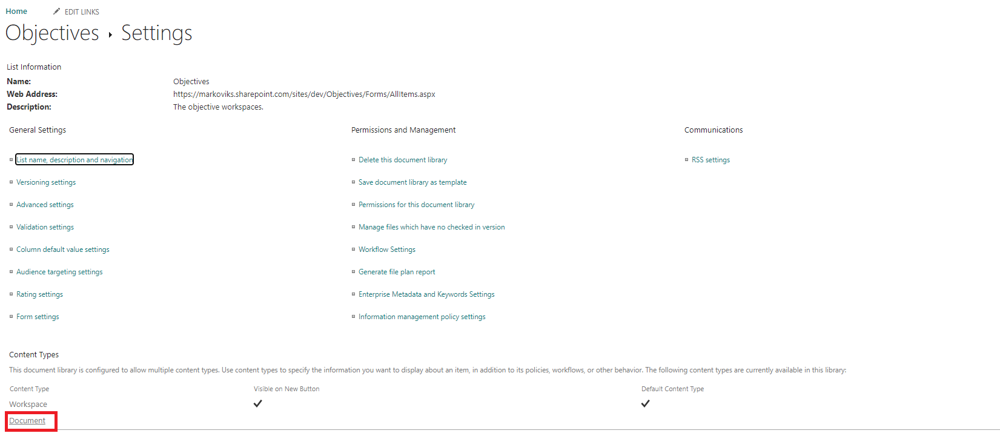 Home EDIT LINKS
Objectives Settings
List Information
Name: Objectives
Web Address: https://markoviks.sharepoint.com/sites/dev/Objectives/Forms/AllItems.aspx
Description: The objective workspaces.
General Settings Permissions and Management Communications
List name, description and navigation Delete this document library RSS settings
Versioning settings Save document library as template
Advanced settings Permissions for this document library
Validation settings Manage files which have no checked in version
Column default value settings Workflow Settings
Audience targeting settings Generate file plan report
Rating settings Enterprise Metadata and Keywords Settings
Form settings Information management policy settings
Content Types
This document library is configured to allow multiple content types. Use content types to specify the information you want to display about an item, in addition to its policies, workflows, or other behavior. The following content types are currently available in this library:
Content Type Visible on New Button Default Content Type
Workspace
Document